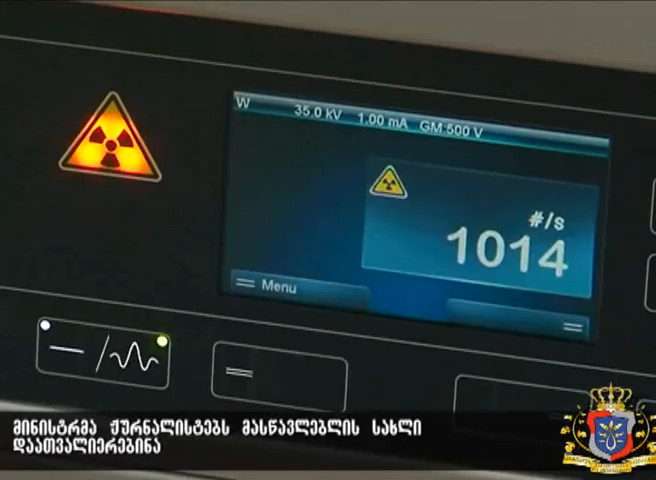 W 35.0 kV 1.00 mA GM:500 V
#/s
1014
Menu
მინისტრმა ჟურნალისტებს მასწავლებლის სახლი
დაათვალიერებინა